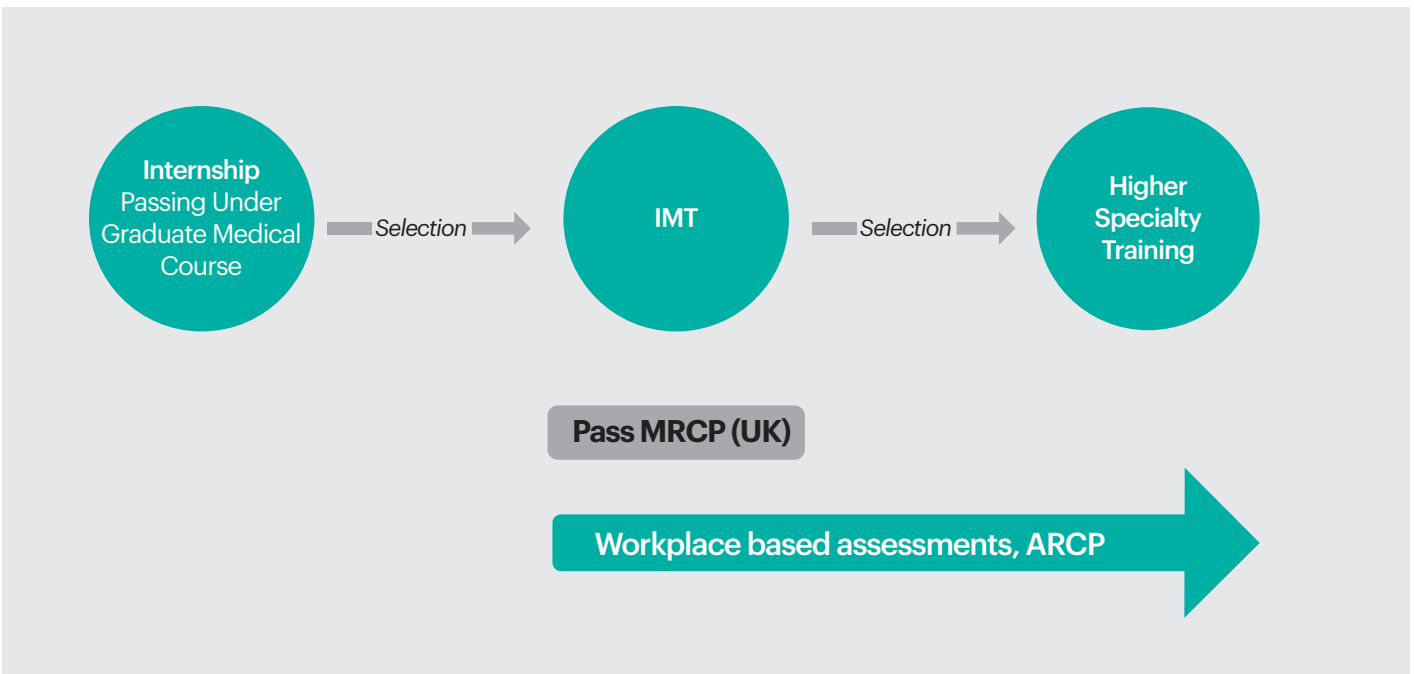 Internship
Passing Under
Graduate Medical
Course
Selection
IMT
Selection
Higher
Specialty
Training
Pass MRCP (UK)
Workplace based assessments, ARCP